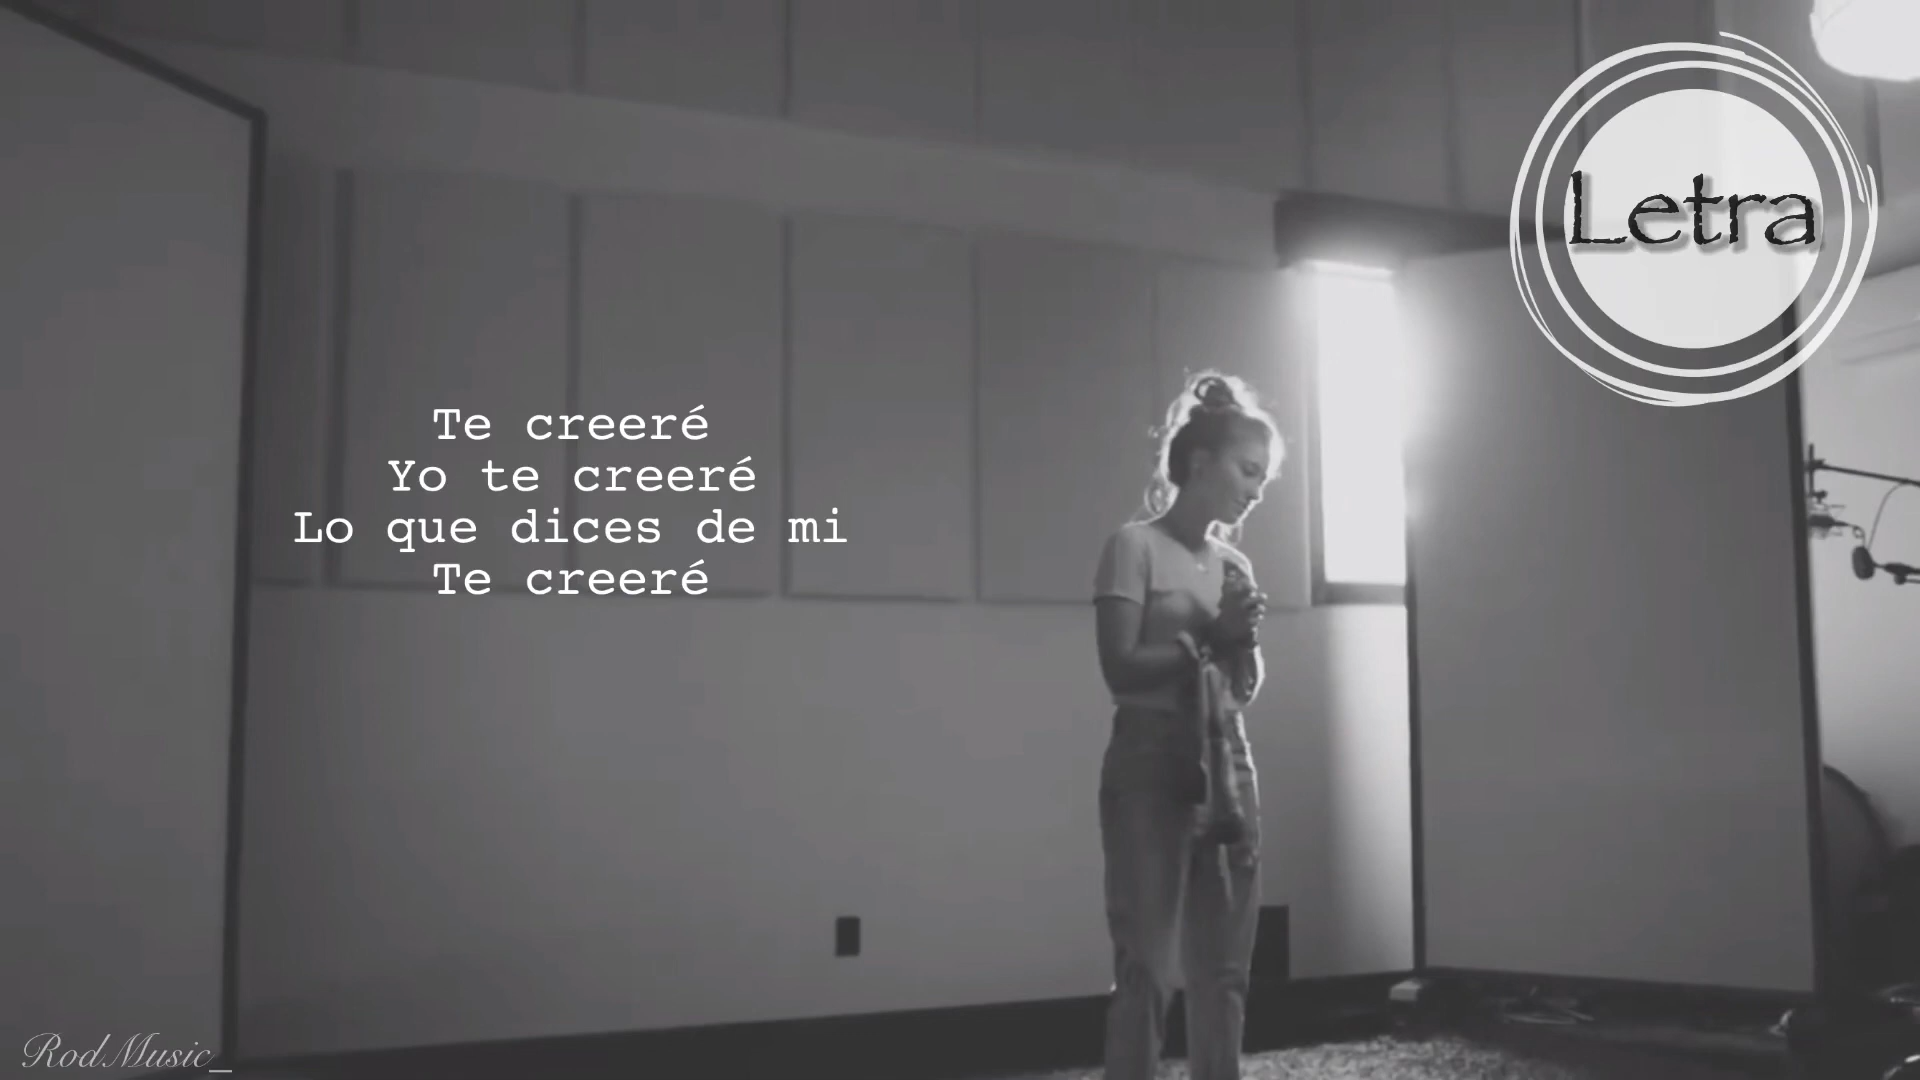 Letra
Te creeré
Yo te creeré
Lo que dices de mi
Te creeré
RodMusic_